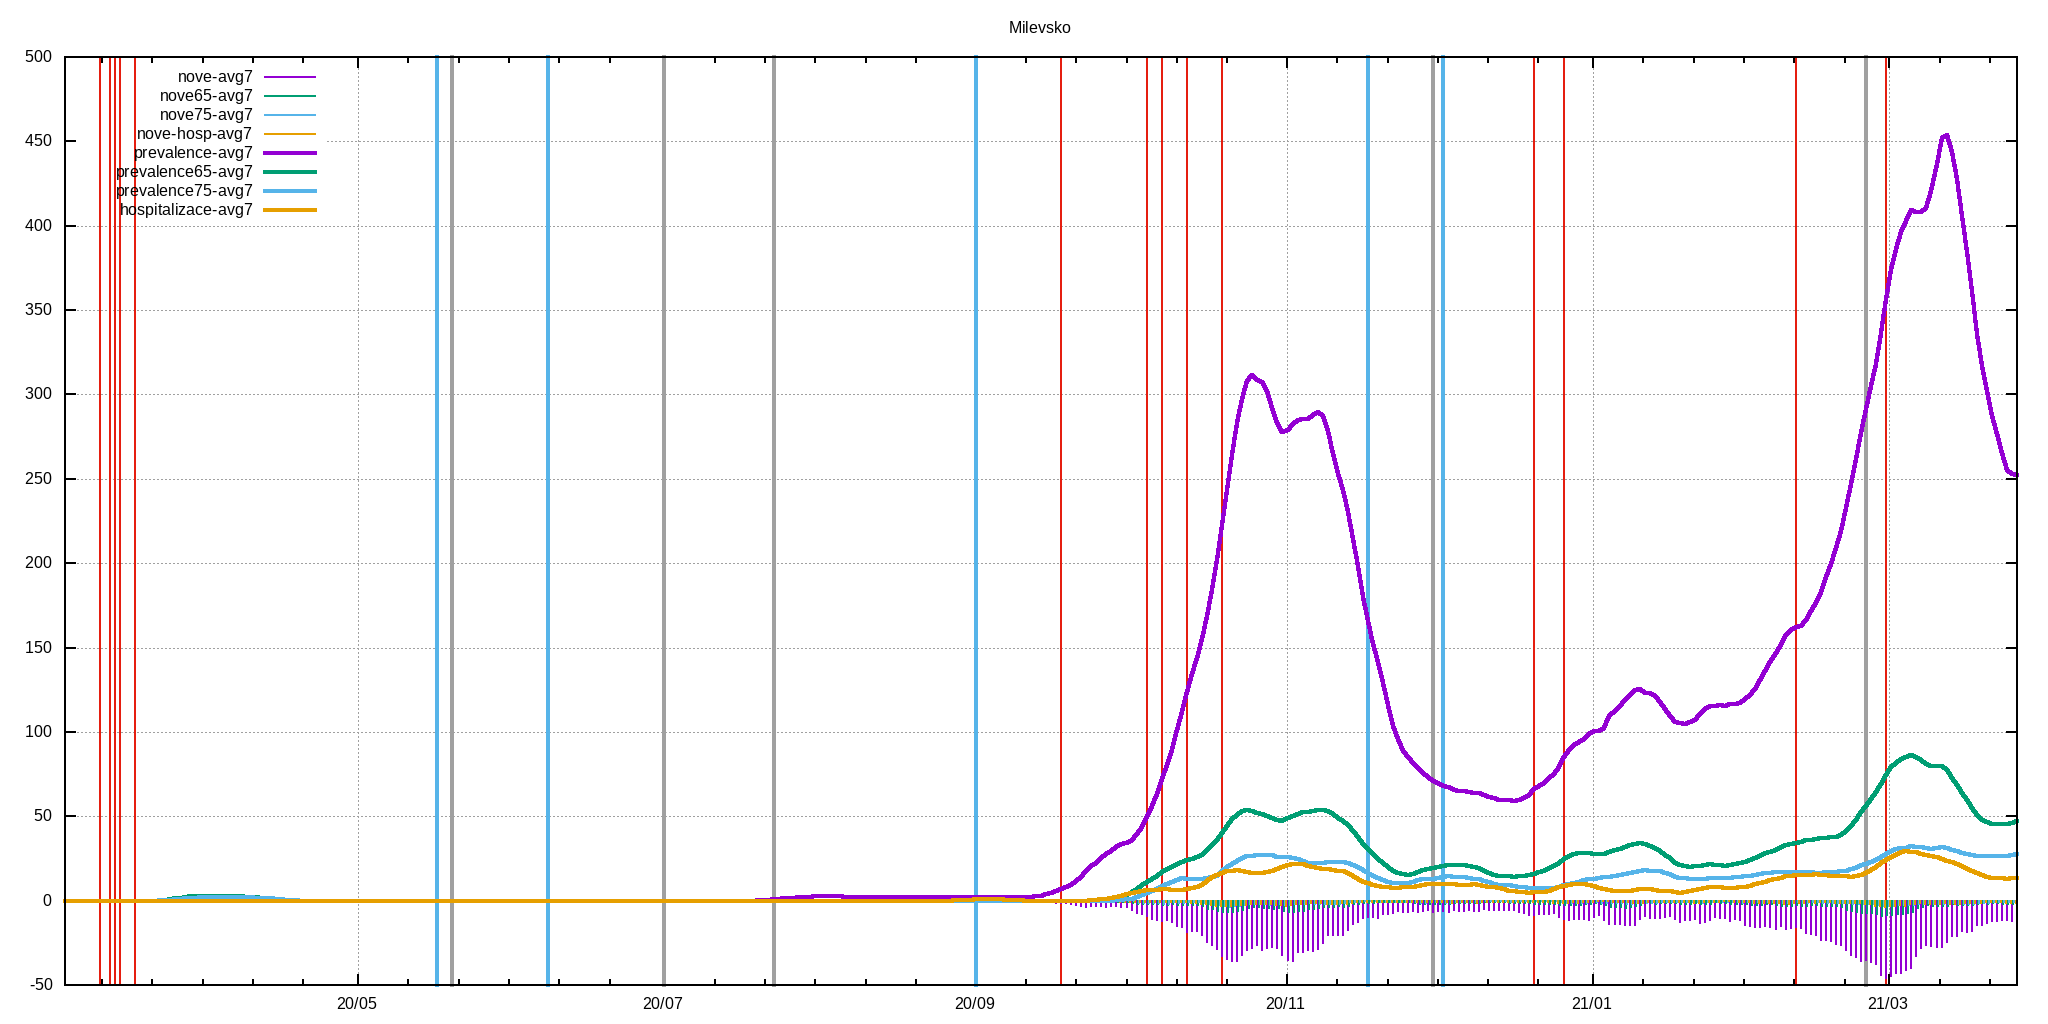 Milevsko
500
450
400
350
300
250
200
150
100
50
0
-50
nove-avg7
nove65-avg7
nove75-avg7
nove-hosp-avg7
prevalence-avg7
prevalence65-avg7
prevalence75-avg7
hospitalizace-avg7
20/05 20/07 20/09 20/11 21/01 21/03